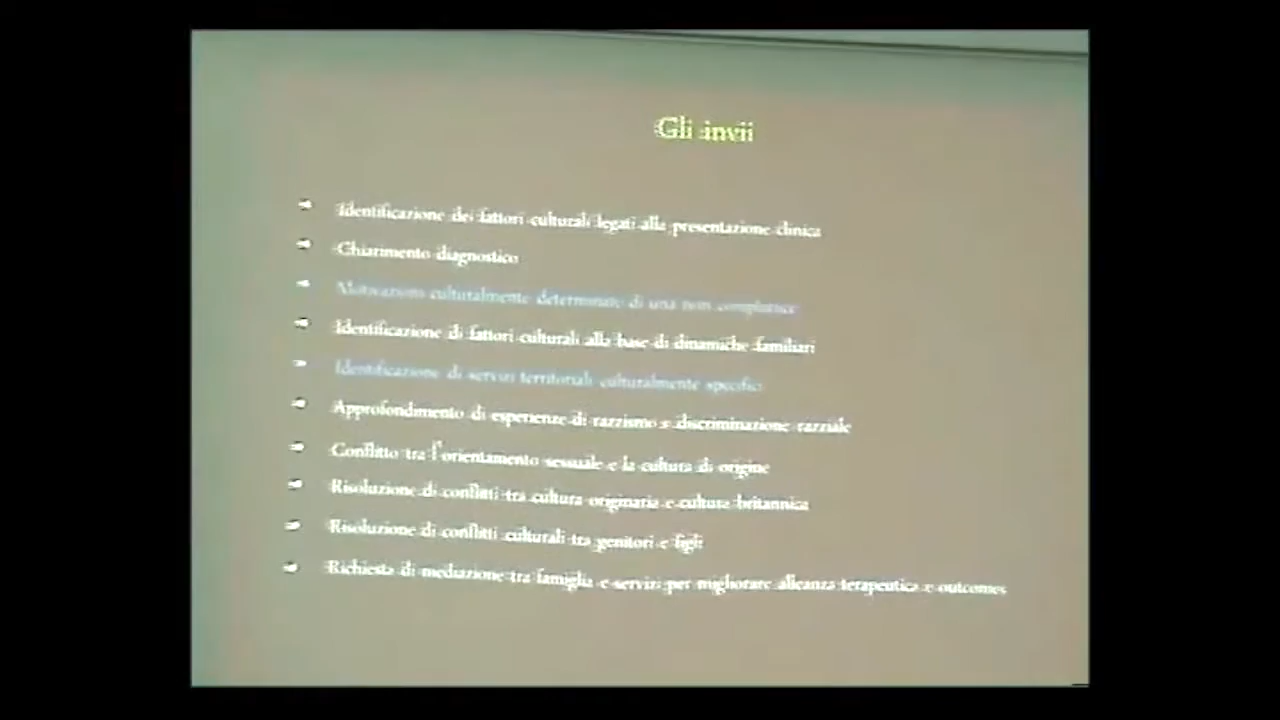 Gli invii
Identificazione dei fattori culturali legati alla presentazione clinica
Chiarimento diagnostico
Motivazioni culturalmente determinate di una non compliance
Identificazione di fattori culturali alla base di dinamiche familiari
Identificazione di servizi territoriali culturalmente specifici
Approfondimento di esperienze di razzismo e discriminazione razziale
Conflitto tra l'orientamento sessuale e la cultura di origine
Risoluzione di conflitti tra cultura originaria e cultura britannica
Risoluzione di conflitti culturali tra genitori e figli
Richiesta di mediazione tra famiglia e servizi per migliorare alleanza terapeutica e outcomes